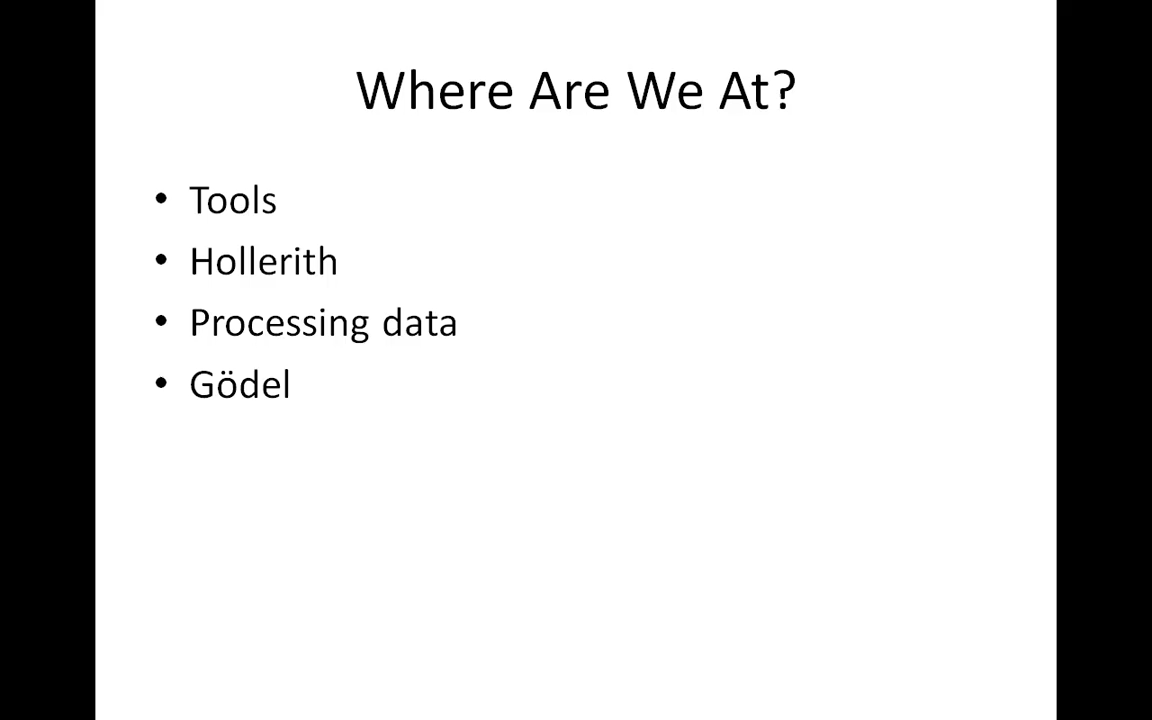 Where Are We At?
• Tools
• Hollerith
• Processing data
• Gödel